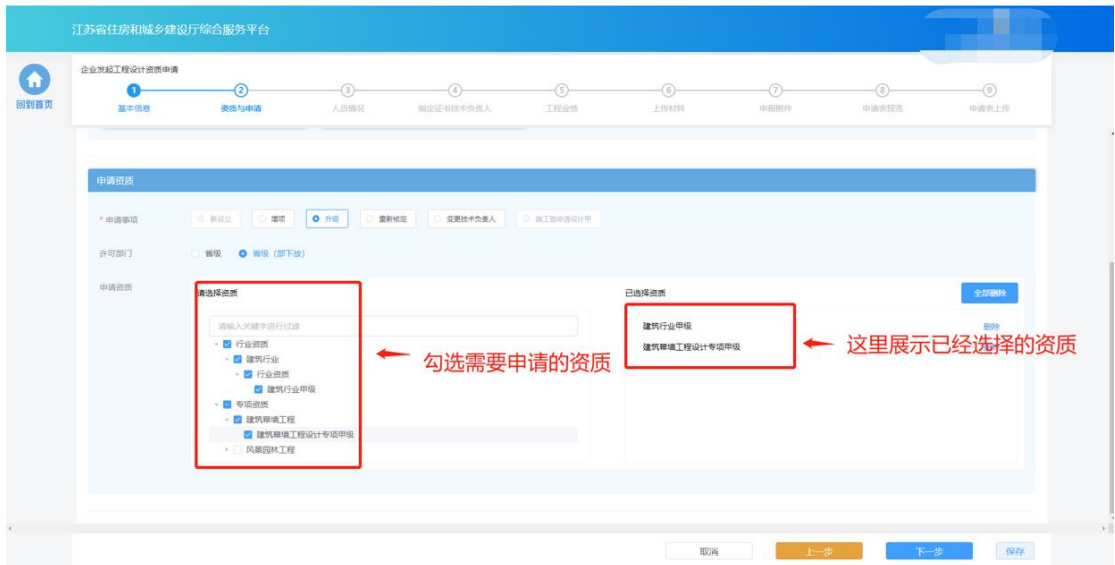 江苏省住房和城乡建设厅综合服务平台
回到首页
企业发起工程设计资质申请
1 2 3 4 5 6 7 8 9
基本信息 资质与申请 人员情况 指定证书技术负责人 工程业绩 上传材料 申报附件 申请表预览 申请表上传
申请资质
* 申请事项 新设立 增项 升级 重新核定 变更技术负责人 施工宣申请设计甲
许可部门 省级 省级（部下放）
申请资质 请选择资质 已选择资质 全部删除
请输入关键字进行过滤
行业资质
建筑行业
行业资质
建筑行业甲级
专项资质
建筑幕墙工程
建筑幕墙工程设计专项甲级
风景园林工程
建筑行业甲级 删除
建筑幕墙工程设计专项甲级
勾选需要申请的资质
这里展示已经选择的资质
取消 上一步 下一步 保存